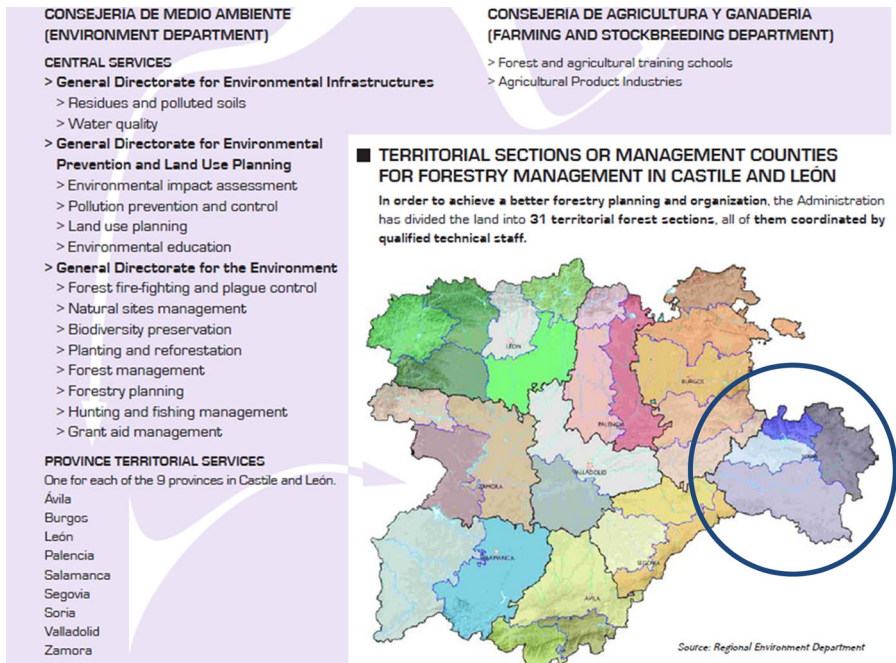 CONSEJERIA DE MEDIO AMBIENTE
(ENVIRONMENT DEPARTMENT)
CENTRAL SERVICES
> General Directorate for Environmental Infrastructures
> Residues and polluted soils
> Water quality
> General Directorate for Environmental
Prevention and Land Use Planning
> Environmental impact assessment
> Pollution prevention and control
> Land use planning
> Environmental education
> General Directorate for the Environment
> Forest fire-fighting and plague control
> Natural sites management
> Biodiversity preservation
> Planting and reforestation
> Forest management
> Forestry planning
> Hunting and fishing management
> Grant aid management
PROVINCE TERRITORIAL SERVICES
One for each of the 9 provinces in Castile and León.
Ávila
Burgos
León
Palencia
Salamanca
Segovia
Soria
Valladolid
Zamora
CONSEJERIA DE AGRICULTURA Y GANADERIA
(FARMING AND STOCKBREEDING DEPARTMENT)
> Forest and agricultural training schools
> Agricultural Product Industries
TERRITORIAL SECTIONS OR MANAGEMENT COUNTIES
FOR FORESTRY MANAGEMENT IN CASTILE AND LEÓN
In order to achieve a better forestry planning and organization, the Administration
has divided the land into 31 territorial forest sections, all of them coordinated by
qualified technical staff.
LEÓN
BURGOS
PALENCIA
VALLADOLID
ZAMORA
SALAMANCA
SEGOVIA
ÁVILA
Source: Regional Environment Department